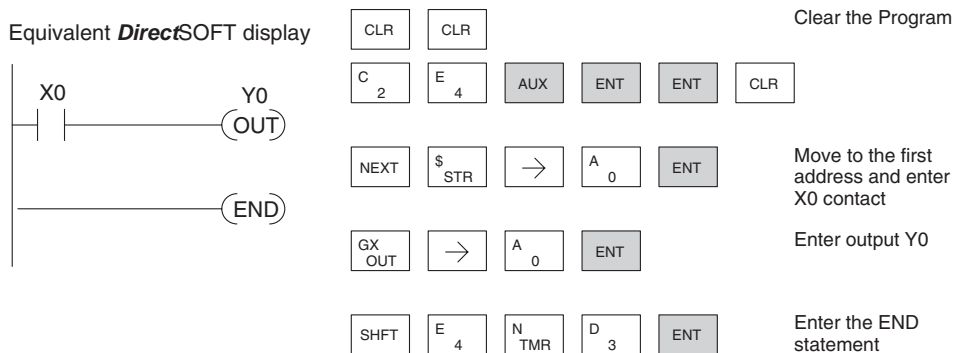 Equivalent DirectSOFT display
X0
Y0
OUT
END
CLR CLR
Clear the Program
C 2 E 4 AUX ENT ENT CLR
NEXT $ STR → A 0 ENT
Move to the first
address and enter
X0 contact
GX OUT → A 0 ENT
Enter output Y0
SHFT E 4 N TMR D 3 ENT
Enter the END
statement